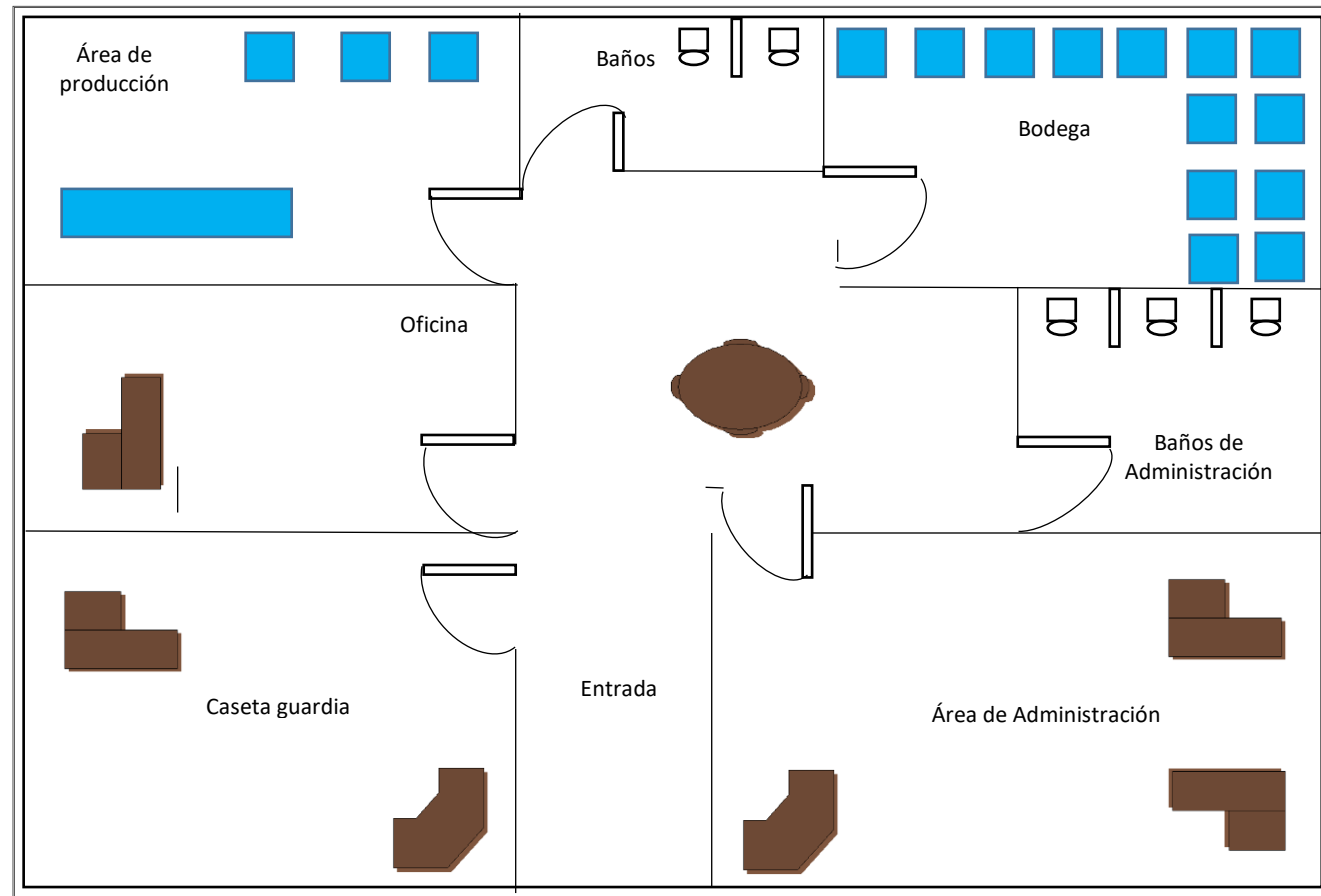 Área de
producción
Baños
Bodega
Oficina
Baños de
Administración
Caseta guardia
Entrada
Área de Administración